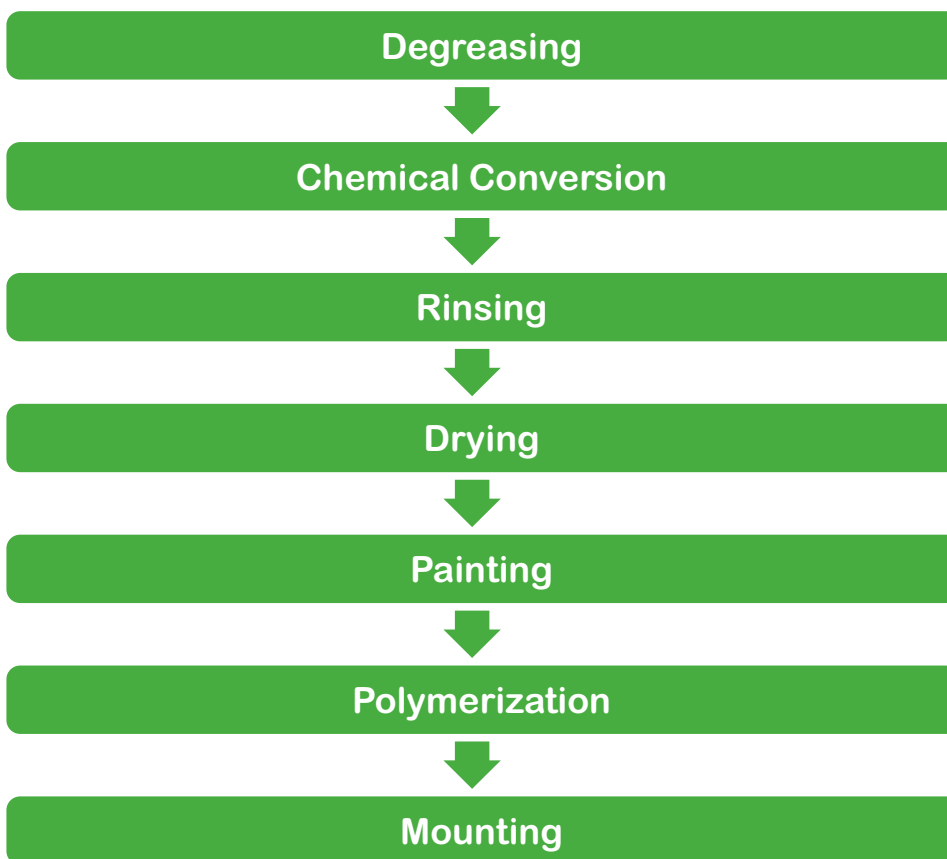 Degreasing
Chemical Conversion
Rinsing
Drying
Painting
Polymerization
Mounting